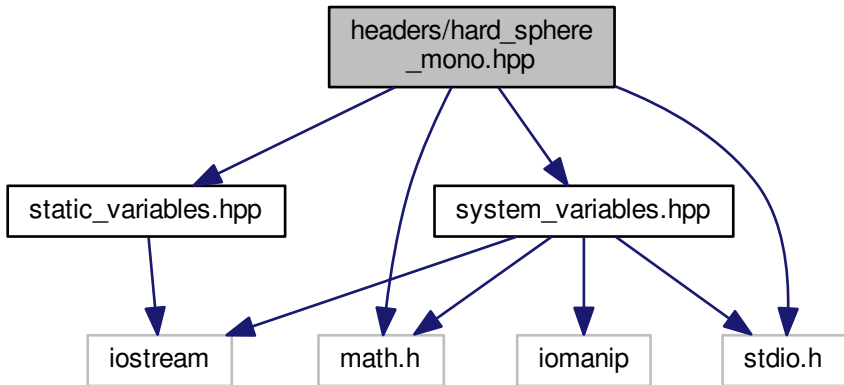 headers/hard_sphere
_mono.hpp
static_variables.hpp
system_variables.hpp
iostream
math.h
iomanip
stdio.h